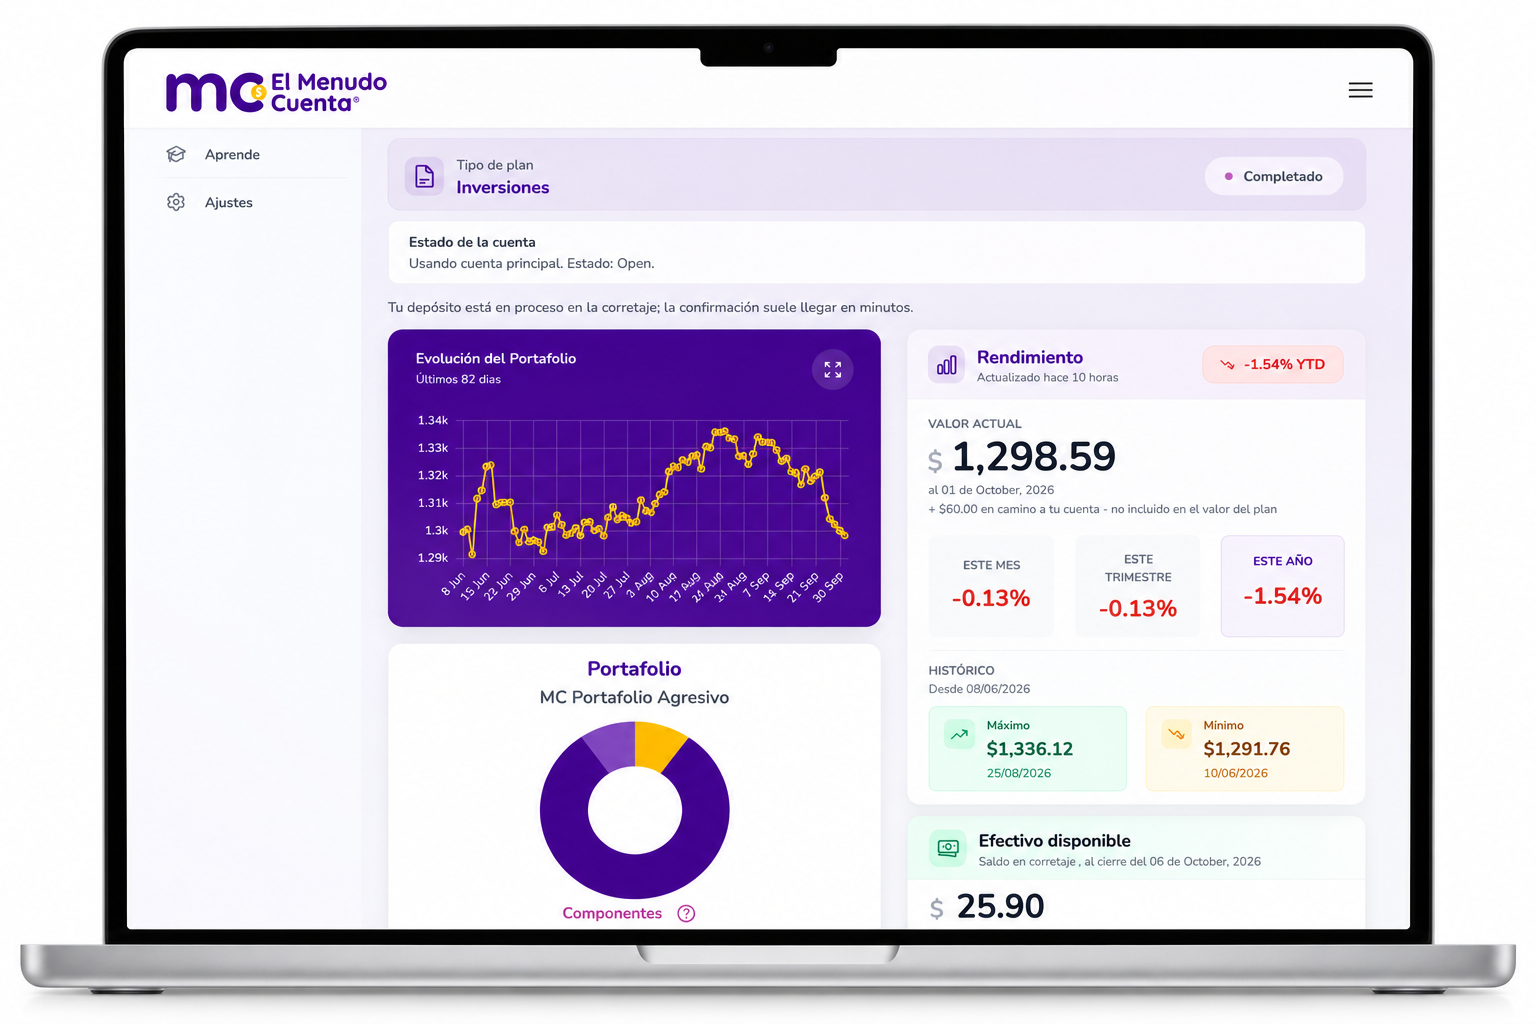 mc El Menudo
Cuenta®
$
Aprende
Ajustes
Tipo de plan
Inversiones
Completado
Estado de la cuenta
Usando cuenta principal. Estado: Open.
Tu depósito está en proceso en la corretaje; la confirmación suele llegar en minutos.
Evolución del Portafolio
Últimos 82 dias
1.34k
1.33k
1.32k
1.31k
1.3k
1.29k
8 Jun
15 Jun
22 Jun
29 Jun
6 Jul
13 Jul
20 Jul
27 Jul
3 Aug
10 Aug
17 Aug
24 Aug
24 Aug
7 Sep
14 Sep
21 Sep
30 Sep
Portafolio
MC Portafolio Agresivo
Componentes ?
Rendimiento
Actualizado hace 10 horas
-1.54% YTD
VALOR ACTUAL
$ 1,298.59
al 01 de October, 2026
+ $60.00 en camino a tu cuenta - no incluido en el valor del plan
ESTE MES
-0.13%
ESTE
TRIMESTRE
-0.13%
ESTE AÑO
-1.54%
HISTÓRICO
Desde 08/06/2026
Máximo
$1,336.12
25/08/2026
Mínimo
$1,291.76
10/06/2026
Efectivo disponible
Saldo en corretaje , al cierre del 06 de October, 2026
$ 25.90